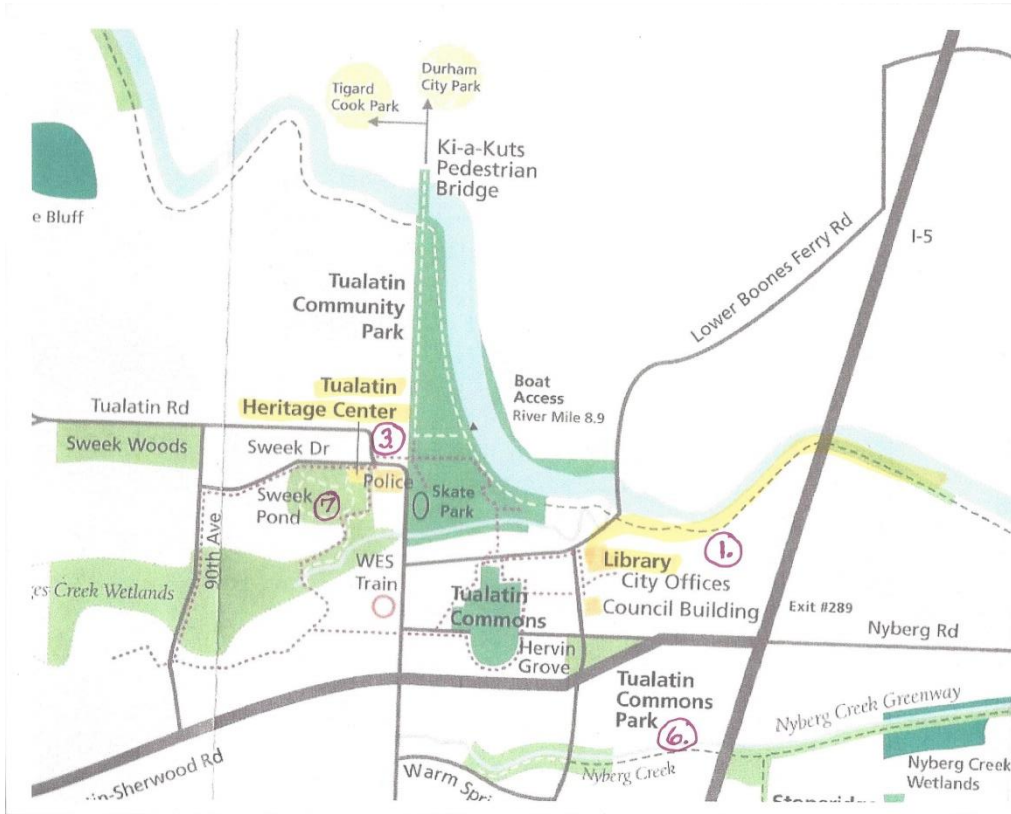 Durham
City Park
Tigard
Cook Park
Ki-a-Kuts
Pedestrian
Bridge
e Bluff
I-5
Lower Boones Ferry Rd
Tualatin
Community
Park
Boat
Access
River Mile 8.9
Tualatin
Heritage Center
Tualatin Rd
3.
Sweek Woods
Sweek Dr
Police
Sweek
Pond
7
Skate
Park
90th Ave
1.
Library
WES
Train
City Offices
es Creek Wetlands
Tualatin
Commons
Council Building
Exit #289
Nyberg Rd
Hervin
Grove
Tualatin
Commons
Park
6.
Nyberg Creek Greenway
Nyberg Creek
Nyberg Creek
Wetlands
in-Sherwood Rd
Warm Spri